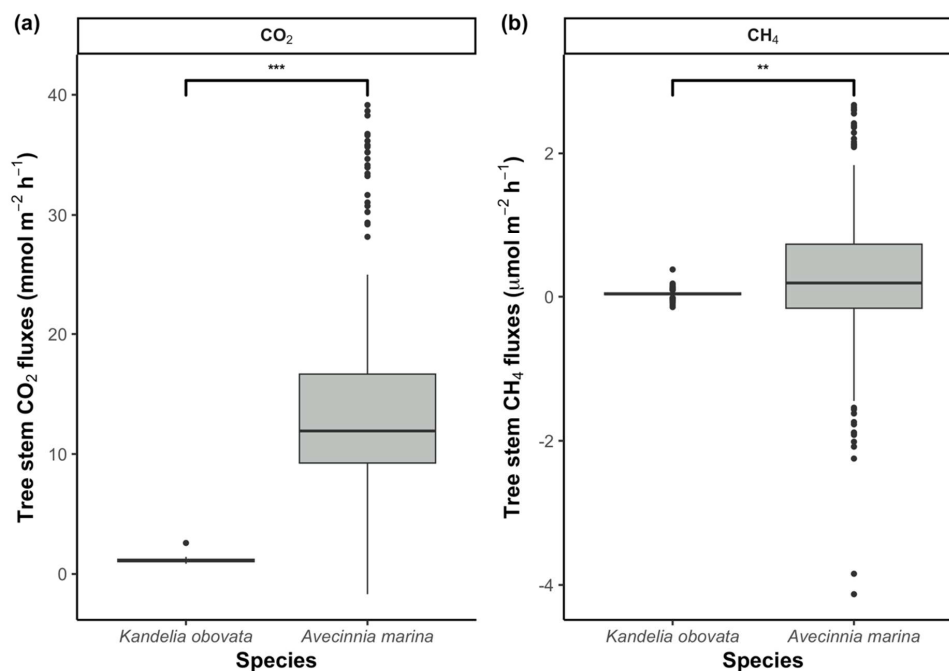 (a)
CO₂
***
Tree stem CO₂ fluxes (mmol m⁻² h⁻¹)
40
30
20
10
0
Kandelia obovata Avecinnia marina
Species
(b)
CH₄
**
Tree stem CH₄ fluxes (μmol m⁻² h⁻¹)
2
0
-2
-4
Kandelia obovata Avecinnia marina
Species